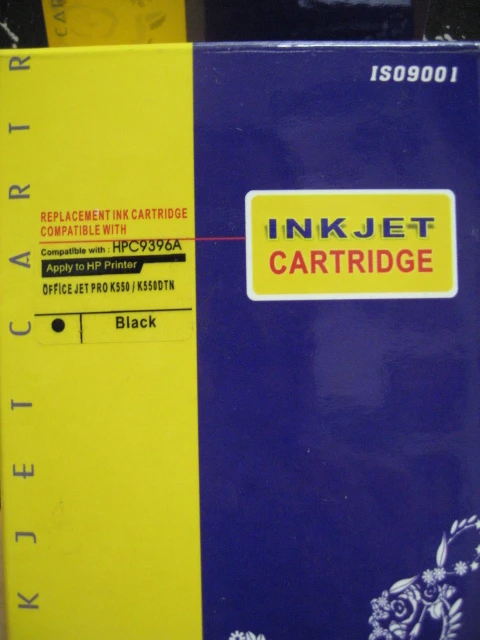 ISO9001
REPLACEMENT INK CARTRIDGE
COMPATIBLE WITH
Compatible with : HPC9396A
Apply to HP Printer
OFFICE JET PRO K550 / K550DTN
Black
INKJET
CARTRIDGE
KJET CARTR